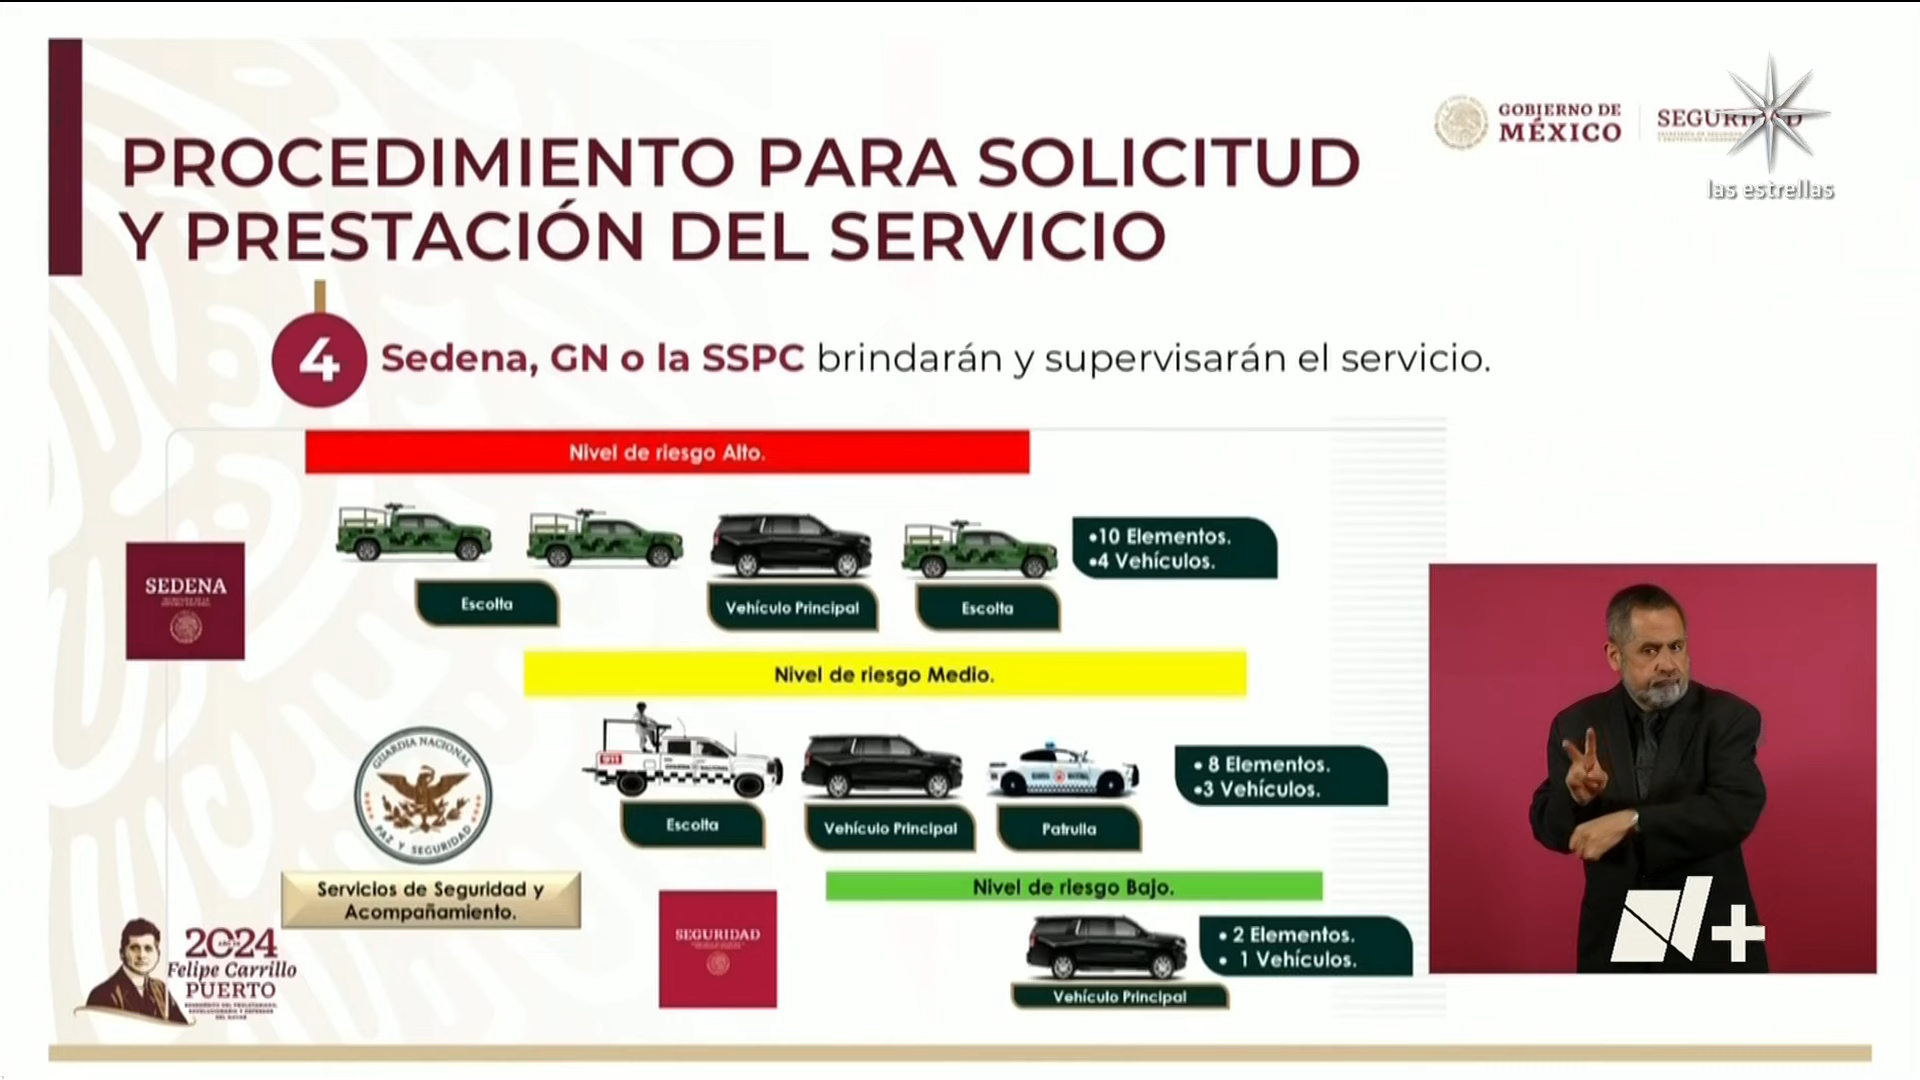 PROCEDIMIENTO PARA SOLICITUD
Y PRESTACIÓN DEL SERVICIO
GOBIERNO DE
MÉXICO
SEGURIDAD
las estrellas
4
Sedena, GN o la SSPC brindarán y supervisarán el servicio.
Nivel de riesgo Alto.
•10 Elementos.
•4 Vehículos.
SEDENA
Escolta
Vehículo Principal
Escolta
Nivel de riesgo Medio.
GUARDIA NACIONAL
PAZ Y SEGURIDAD
911
• 8 Elementos.
•3 Vehículos.
Escolta
Vehículo Principal
Patrulla
Servicios de Seguridad y
Acompañamiento.
Nivel de riesgo Bajo.
SEGURIDAD
• 2 Elementos.
• 1 Vehículos.
Vehículo Principal
2024
Felipe Carrillo
PUERTO
N+